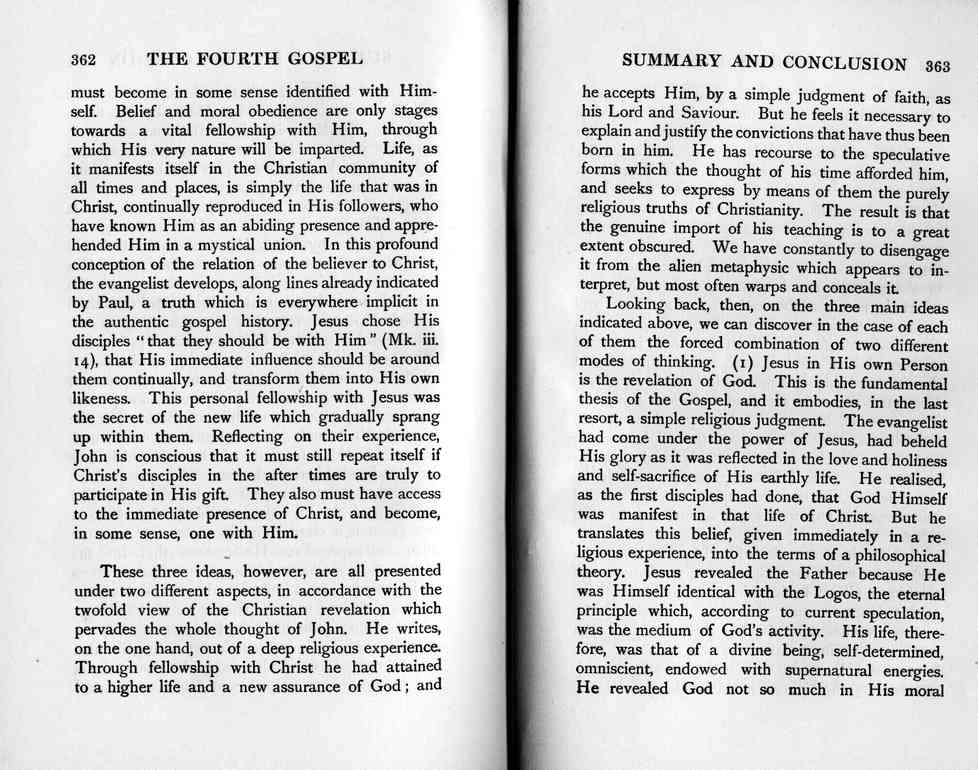 362 THE FOURTH GOSPEL
must become in some sense identified with Him-
self. Belief and moral obedience are only stages
towards a vital fellowship with Him, through
which His very nature will be imparted. Life, as
it manifests itself in the Christian community of
all times and places, is simply the life that was in
Christ, continually reproduced in His followers, who
have known Him as an abiding presence and appre-
hended Him in a mystical union. In this profound
conception of the relation of the believer to Christ,
the evangelist develops, along lines already indicated
by Paul, a truth which is everywhere implicit in
the authentic gospel history. Jesus chose His
disciples “that they should be with Him” (Mk. iii.
14), that His immediate influence should be around
them continually, and transform them into His own
likeness. This personal fellowship with Jesus was
the secret of the new life which gradually sprang
up within them. Reflecting on their experience,
John is conscious that it must still repeat itself if
Christ's disciples in the after times are truly to
participate in His gift. They also must have access
to the immediate presence of Christ, and become,
in some sense, one with Him.
These three ideas, however, are all presented
under two different aspects, in accordance with the
twofold view of the Christian revelation which
pervades the whole thought of John. He writes,
on the one hand, out of a deep religious experience.
Through fellowship with Christ he had attained
to a higher life and a new assurance of God; and
SUMMARY AND CONCLUSION 363
he accepts Him, by a simple judgment of faith, as
his Lord and Saviour. But he feels it necessary to
explain and justify the convictions that have thus been
born in him. He has recourse to the speculative
forms which the thought of his time afforded him,
and seeks to express by means of them the purely
religious truths of Christianity. The result is that
the genuine import of his teaching is to a great
extent obscured. We have constantly to disengage
it from the alien metaphysic which appears to in-
terpret, but most often warps and conceals it.
Looking back, then, on the three main ideas
indicated above, we can discover in the case of each
of them the forced combination of two different
modes of thinking. (1) Jesus in His own Person
is the revelation of God. This is the fundamental
thesis of the Gospel, and it embodies, in the last
resort, a simple religious judgment. The evangelist
had come under the power of Jesus, had beheld
His glory as it was reflected in the love and holiness
and self-sacrifice of His earthly life. He realised,
as the first disciples had done, that God Himself
was manifest in that life of Christ. But he
translates this belief, given immediately in a re-
ligious experience, into the terms of a philosophical
theory. Jesus revealed the Father because He
was Himself identical with the Logos, the eternal
principle which, according to current speculation,
was the medium of God's activity. His life, there-
fore, was that of a divine being, self-determined,
omniscient, endowed with supernatural energies.
He revealed God not so much in His moral